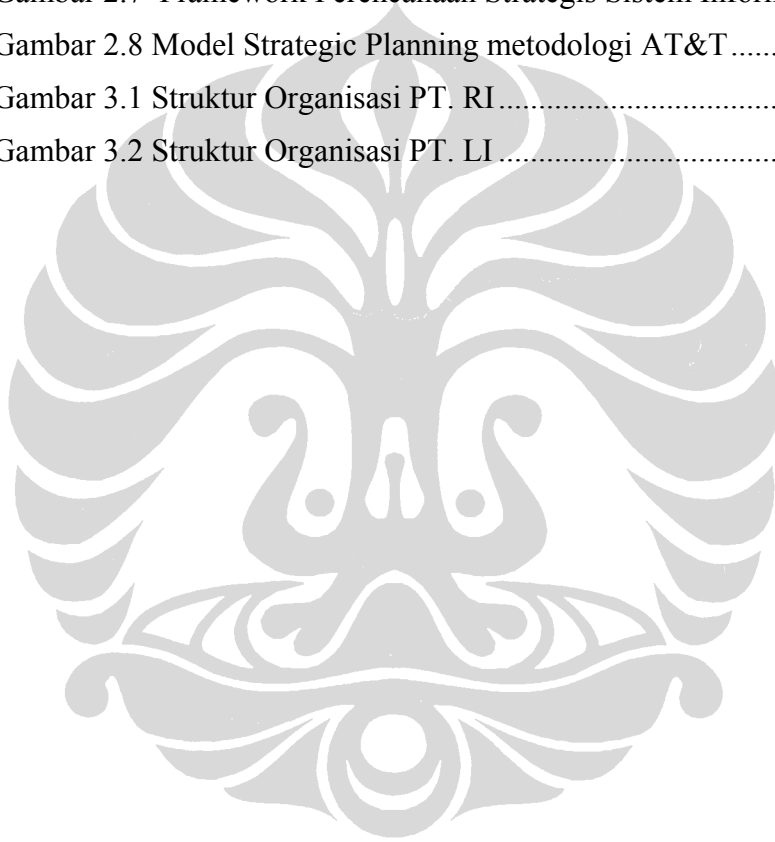 Gambar 2.7 Framework Perencanaan Strategis Sistem Inform
Gambar 2.8 Model Strategic Planning metodologi AT&T......
Gambar 3.1 Struktur Organisasi PT. RI....................................
Gambar 3.2 Struktur Organisasi PT. LI....................................